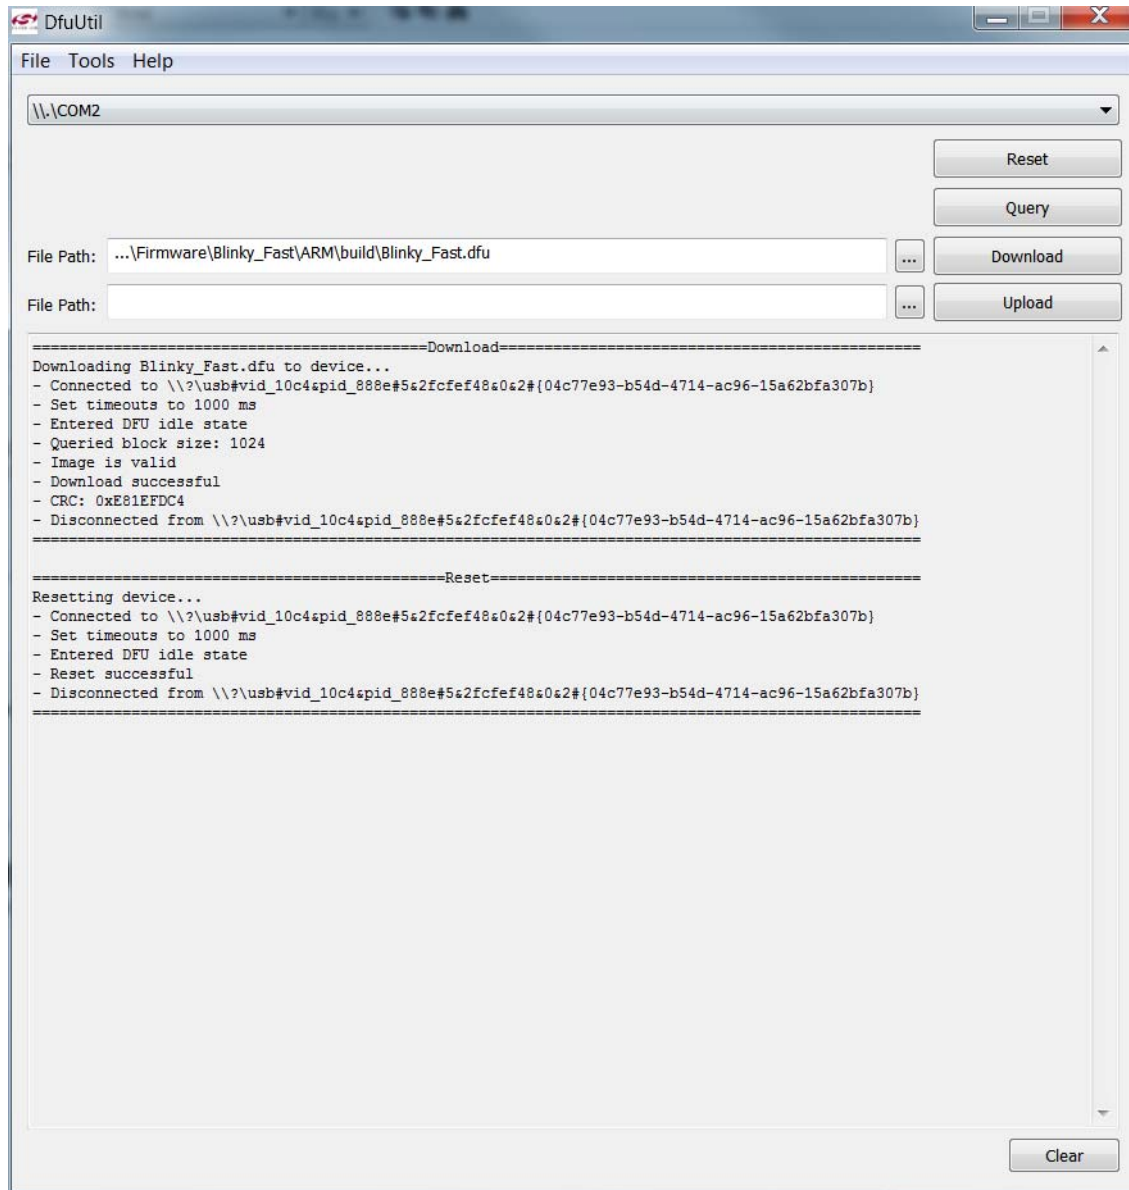 DfuUtil
File Tools Help
\\.\COM2
Reset
Query
File Path: ...\Firmware\Blinky_Fast\ARM\build\Blinky_Fast.dfu ... Download
File Path: ... Upload
============================================Download===============================================
Downloading Blinky_Fast.dfu to device...
- Connected to \\?\usb#vid_10c4&pid_888e#5&2fcfef48&0&2#{04c77e93-b54d-4714-ac96-15a62bfa307b}
- Set timeouts to 1000 ms
- Entered DFU idle state
- Queried block size: 1024
- Image is valid
- Download successful
- CRC: 0xE81EFDC4
- Disconnected from \\?\usb#vid_10c4&pid_888e#5&2fcfef48&0&2#{04c77e93-b54d-4714-ac96-15a62bfa307b}
===================================================================================================
==============================================Reset================================================
Resetting device...
- Connected to \\?\usb#vid_10c4&pid_888e#5&2fcfef48&0&2#{04c77e93-b54d-4714-ac96-15a62bfa307b}
- Set timeouts to 1000 ms
- Entered DFU idle state
- Reset successful
- Disconnected from \\?\usb#vid_10c4&pid_888e#5&2fcfef48&0&2#{04c77e93-b54d-4714-ac96-15a62bfa307b}
===================================================================================================
Clear